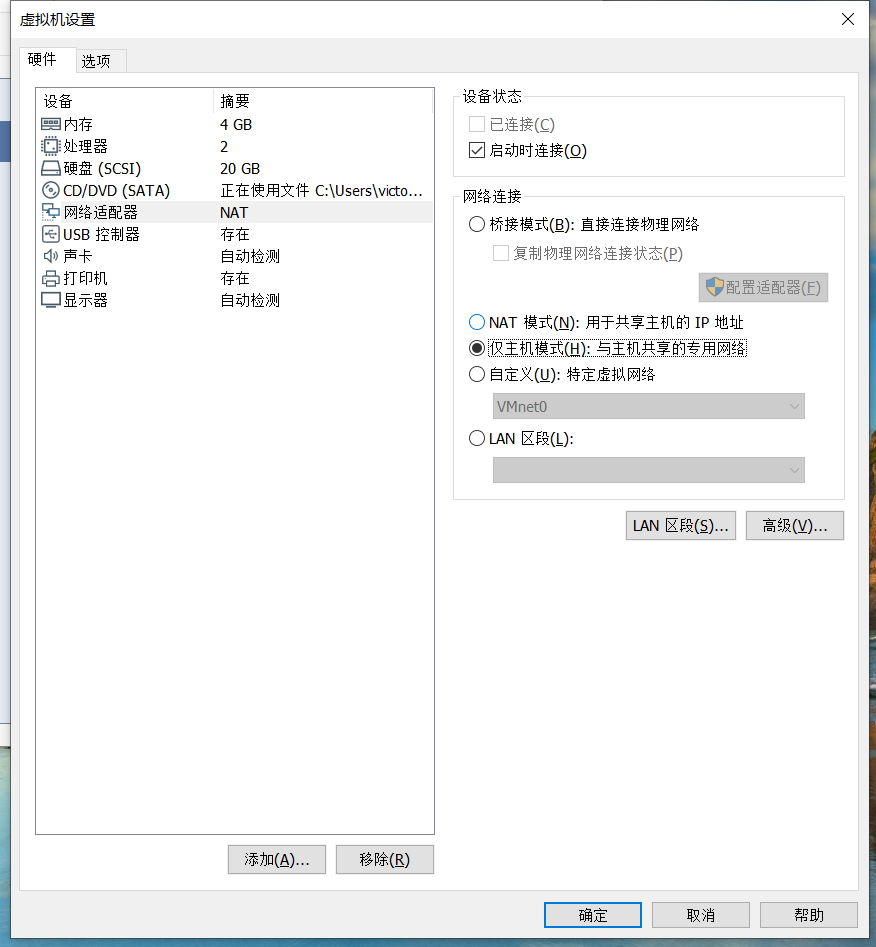 虚拟机设置
硬件 选项
设备 摘要
内存 4 GB
处理器 2
硬盘 (SCSI) 20 GB
CD/DVD (SATA) 正在使用文件 C:\Users\victo...
网络适配器 NAT
USB 控制器 存在
声卡 自动检测
打印机 存在
显示器 自动检测
添加(A)... 移除(R)
设备状态
已连接(C)
启动时连接(O)
网络连接
桥接模式(B): 直接连接物理网络
复制物理网络连接状态(P)
配置适配器(F)
NAT 模式(N): 用于共享主机的 IP 地址
仅主机模式(H): 与主机共享的专用网络
自定义(U): 特定虚拟网络
VMnet0
LAN 区段(L):
LAN 区段(S)... 高级(V)...
确定 取消 帮助